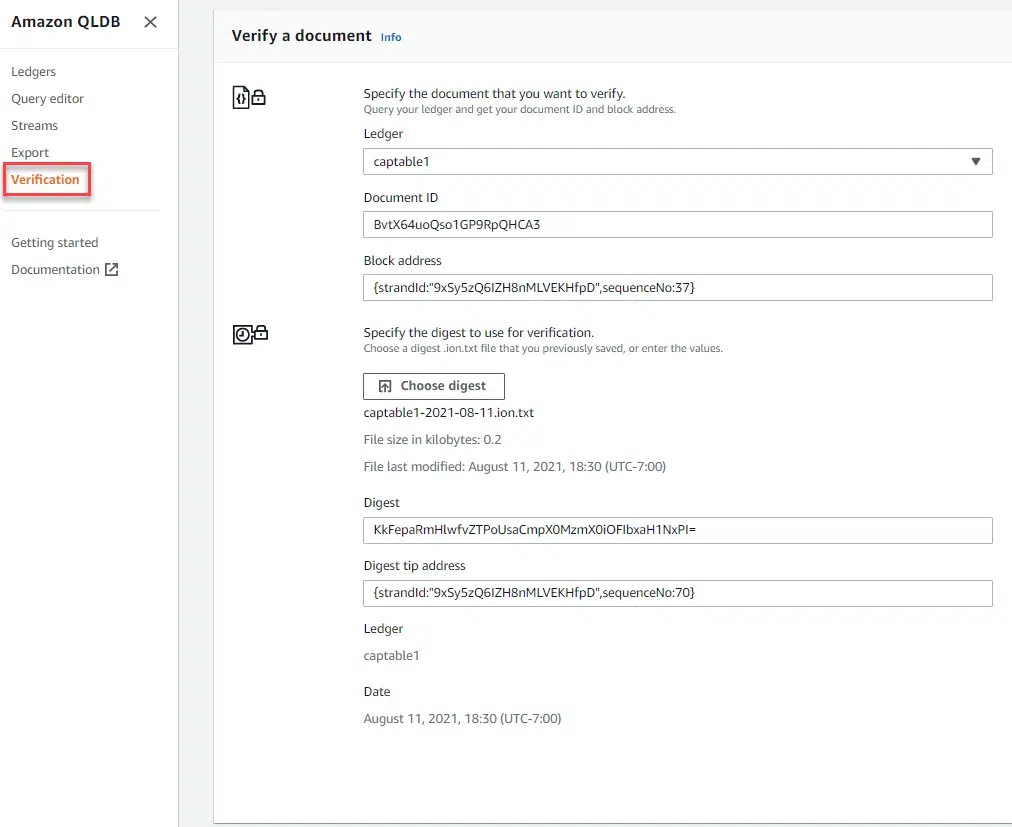 Amazon QLDB
Ledgers
Query editor
Streams
Export
Verification
Getting started
Documentation
Verify a document Info
Specify the document that you want to verify.
Query your ledger and get your document ID and block address.
Ledger
captable1
Document ID
BvtX64uoQso1GP9RpQHCA3
Block address
{strandId:"9xSy5zQ6IZH8nMLVEKHfpD",sequenceNo:37}
Specify the digest to use for verification.
Choose a digest .ion.txt file that you previously saved, or enter the values.
Choose digest
captable1-2021-08-11.ion.txt
File size in kilobytes: 0.2
File last modified: August 11, 2021, 18:30 (UTC-7:00)
Digest
KkFepaRmHlwfvZTPoUsaCmpX0MzmX0iOFIbxaH1NxPI=
Digest tip address
{strandId:"9xSy5zQ6IZH8nMLVEKHfpD",sequenceNo:70}
Ledger
captable1
Date
August 11, 2021, 18:30 (UTC-7:00)